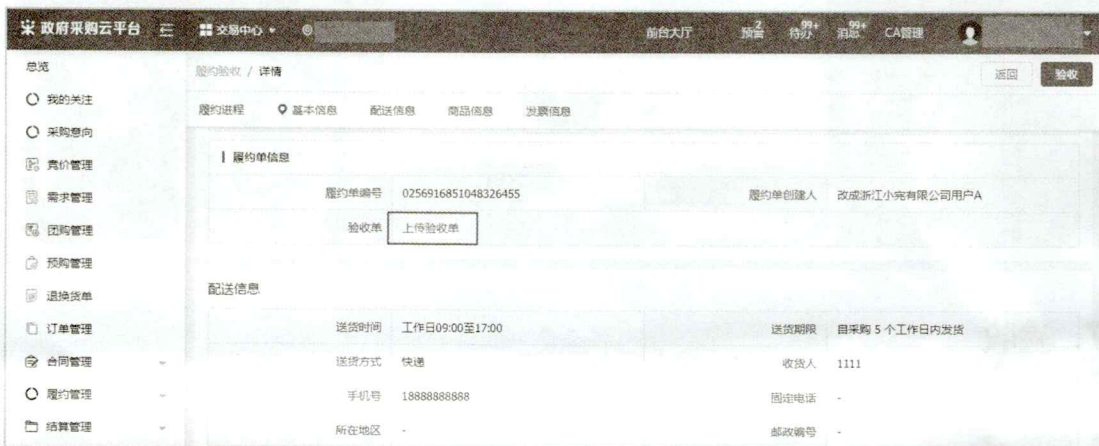 政府采购云平台 交易中心 前台大厅 2 预警 99+ 待办 99+ 消息 CA管理
总览
履约验收 / 详情 返回 验收
我的关注
履约进程 基本信息 配送信息 商品信息 发票信息
采购意向
竞价管理
履约单信息
需求管理
履约单编号 0256916851048326455 履约单创建人 改成浙江小完有限公司用户A
团购管理
验收单 上传验收单
预购管理
退换货单
配送信息
订单管理
送货时间 工作日09:00至17:00 送货期限 自采购 5 个工作日内发货
合同管理
送货方式 快递 收货人 1111
履约管理
手机号 18888888888 固定电话 -
结算管理
所在地区 - 邮政编号 -